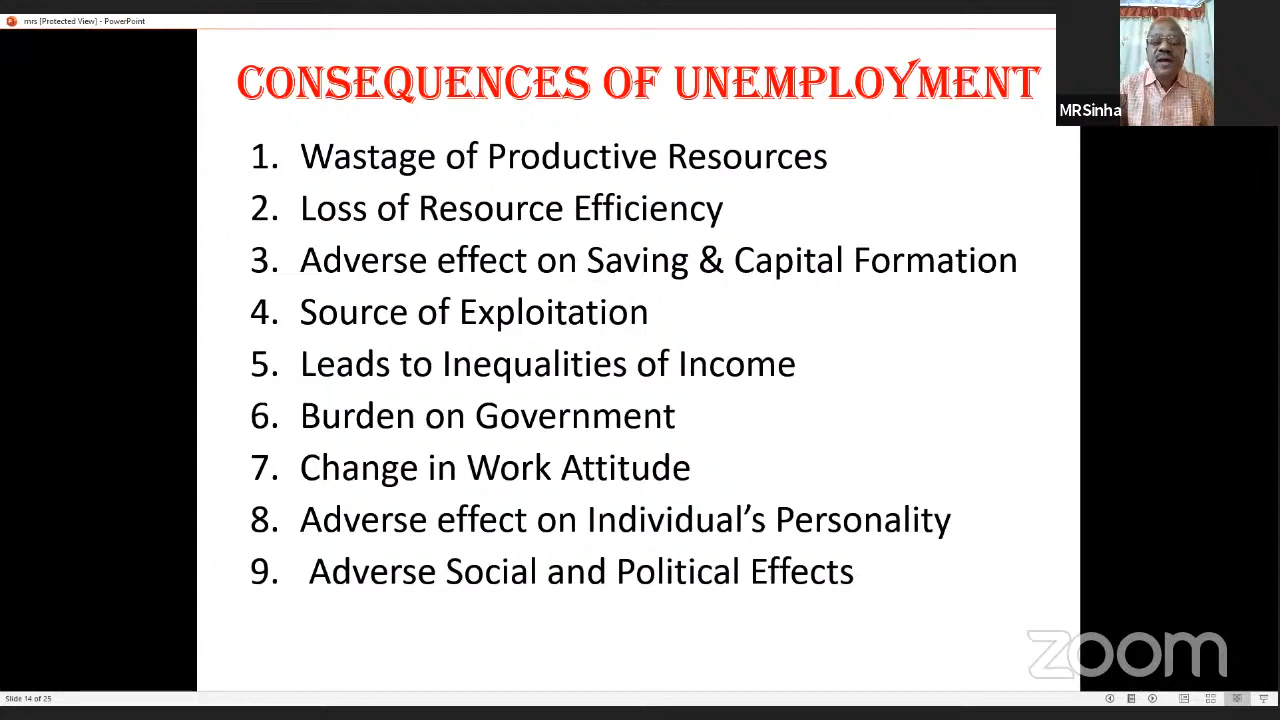 mrs [Protected View] - PowerPoint
MRSinha
CONSEQUENCES OF UNEMPLOYMENT
1. Wastage of Productive Resources
2. Loss of Resource Efficiency
3. Adverse effect on Saving & Capital Formation
4. Source of Exploitation
5. Leads to Inequalities of Income
6. Burden on Government
7. Change in Work Attitude
8. Adverse effect on Individual’s Personality
9. Adverse Social and Political Effects
zoom
Slide 14 of 25